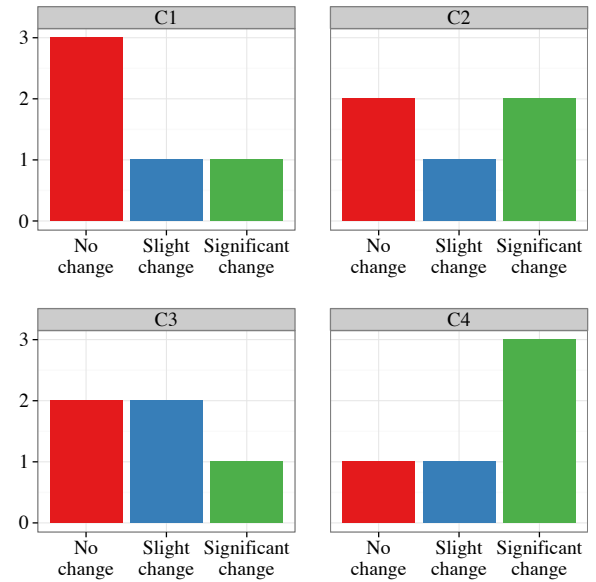 C1
C2
3
2
1
0
No change
Slight change
Significant change
No change
Slight change
Significant change
C3
C4
3
2
1
0
No change
Slight change
Significant change
No change
Slight change
Significant change